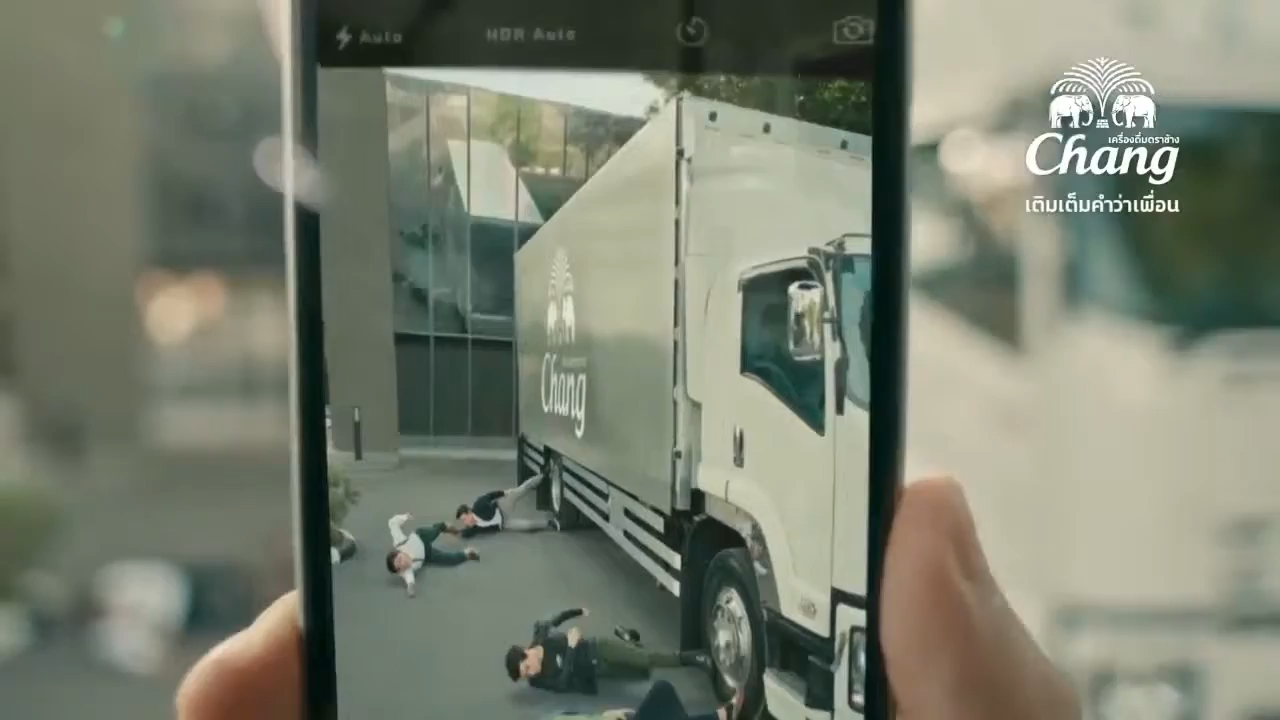 Auto
HDR Auto
เครื่องดื่มตราช้าง
Chang
เติมเต็มคำว่าเพื่อน
Chang